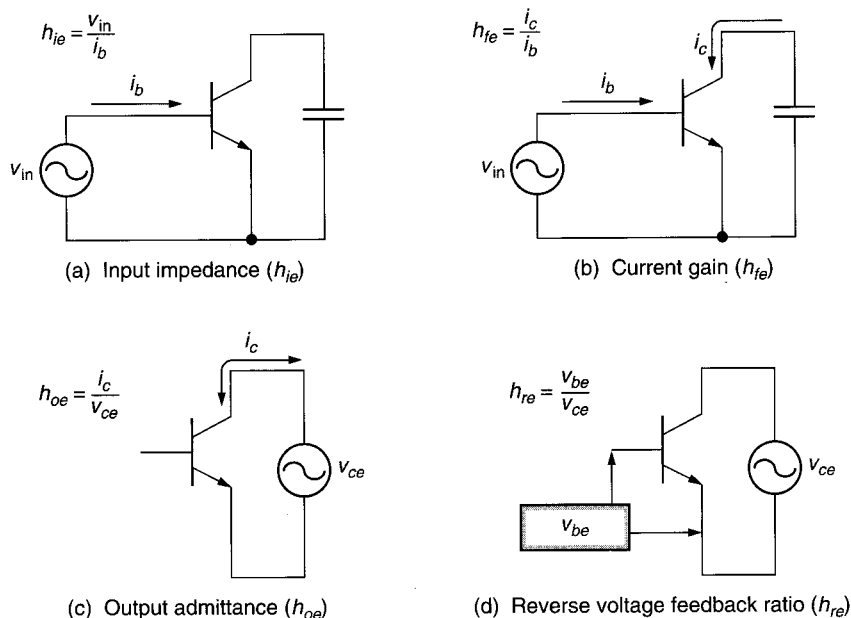 h_ie = v_in / i_b
i_b
v_in
(a) Input impedance (h_ie)
h_fe = i_c / i_b
i_c
i_b
v_in
(b) Current gain (h_fe)
h_oe = i_c / v_ce
i_c
v_ce
(c) Output admittance (h_oe)
h_re = v_be / v_ce
v_ce
v_be
(d) Reverse voltage feedback ratio (h_re)